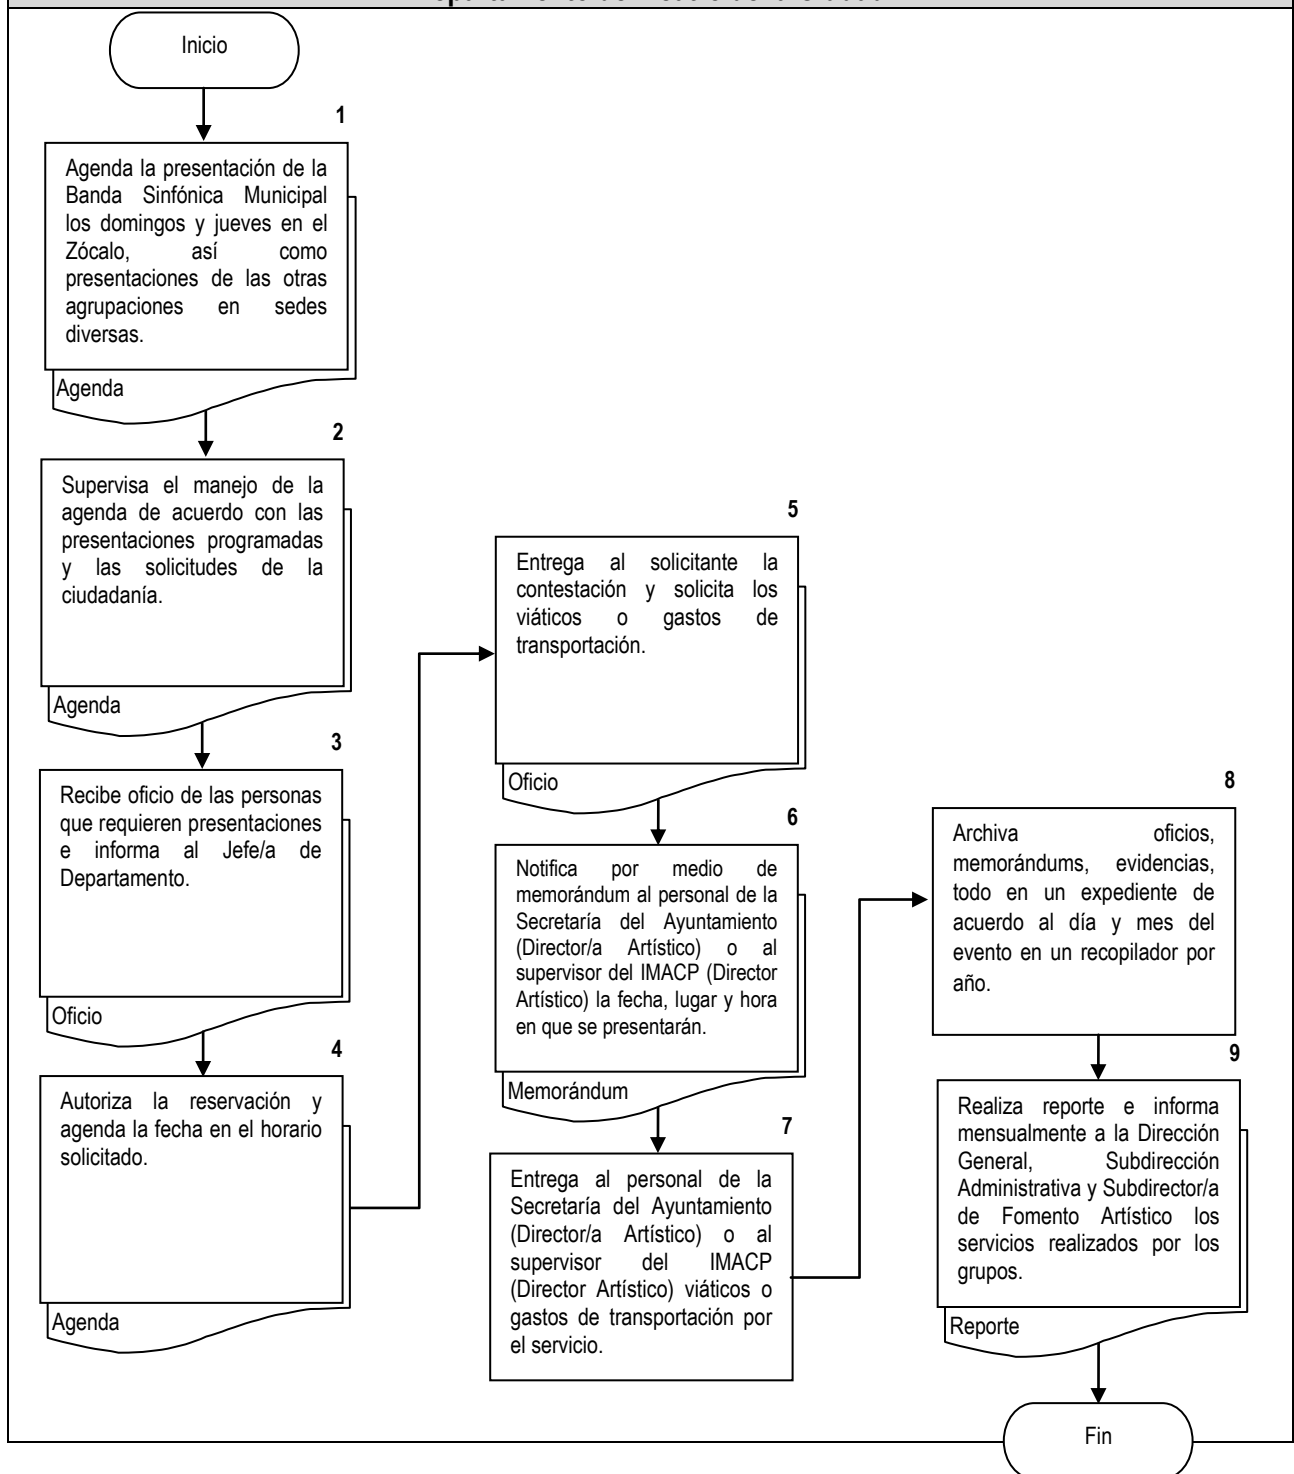 Inicio
1
Agenda la presentación de la
Banda Sinfónica Municipal
los domingos y jueves en el
Zócalo, así como
presentaciones de las otras
agrupaciones en sedes
diversas.
Agenda
2
Supervisa el manejo de la
agenda de acuerdo con las
presentaciones programadas
y las solicitudes de la
ciudadanía.
Agenda
3
Recibe oficio de las personas
que requieren presentaciones
e informa al Jefe/a de
Departamento.
Oficio
4
Autoriza la reservación y
agenda la fecha en el horario
solicitado.
Agenda
5
Entrega al solicitante la
contestación y solicita los
viáticos o gastos de
transportación.
Oficio
6
Notifica por medio de
memorándum al personal de la
Secretaría del Ayuntamiento
(Director/a Artístico) o al
supervisor del IMACP (Director
Artístico) la fecha, lugar y hora
en que se presentarán.
Memorándum
7
Entrega al personal de la
Secretaría del Ayuntamiento
(Director/a Artístico) o al
supervisor del IMACP
(Director Artístico) viáticos o
gastos de transportación por
el servicio.
8
Archiva oficios,
memorándums, evidencias,
todo en un expediente de
acuerdo al día y mes del
evento en un recopilador por
año.
9
Realiza reporte e informa
mensualmente a la Dirección
General, Subdirección
Administrativa y Subdirector/a
de Fomento Artístico los
servicios realizados por los
grupos.
Reporte
Fin